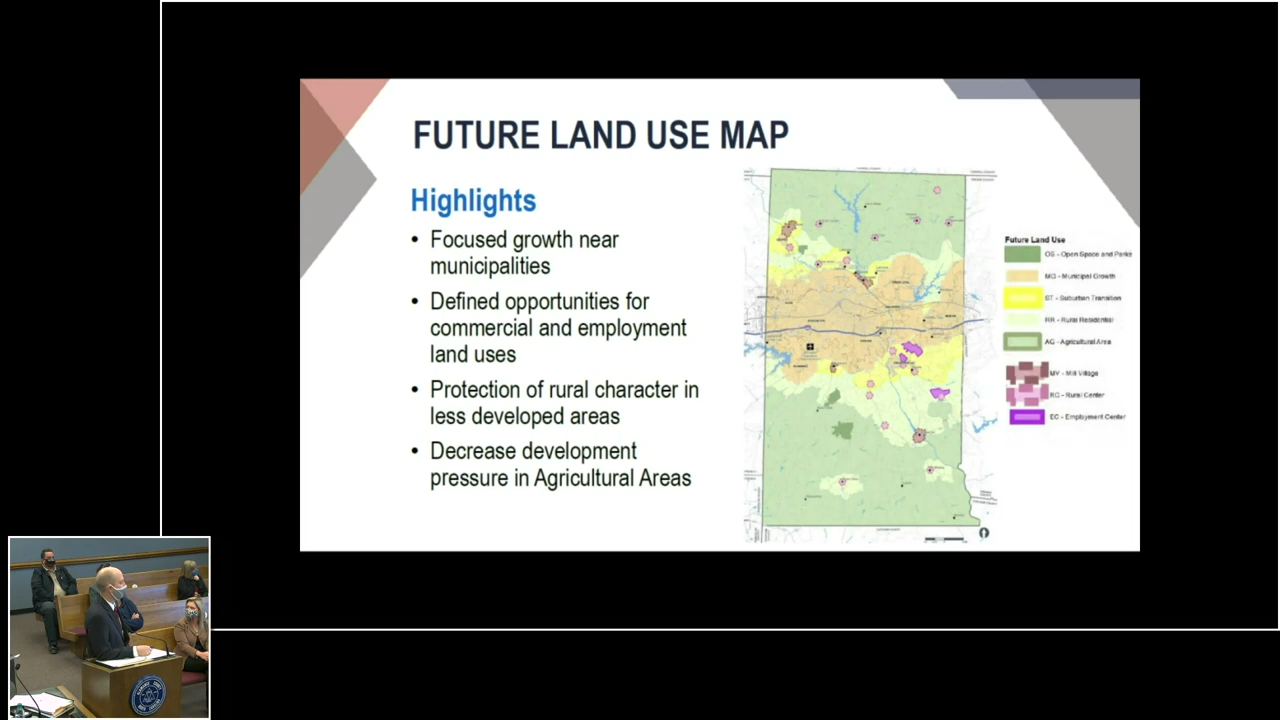 FUTURE LAND USE MAP
Highlights
• Focused growth near
municipalities
• Defined opportunities for
commercial and employment
land uses
• Protection of rural character in
less developed areas
• Decrease development
pressure in Agricultural Areas
Future Land Use
OS - Open Space and Parks
MG - Municipal Growth
ST - Suburban Transition
RR - Rural Residential
AG - Agricultural Area
MV - Mill Village
RC - Rural Center
EC - Employment Center